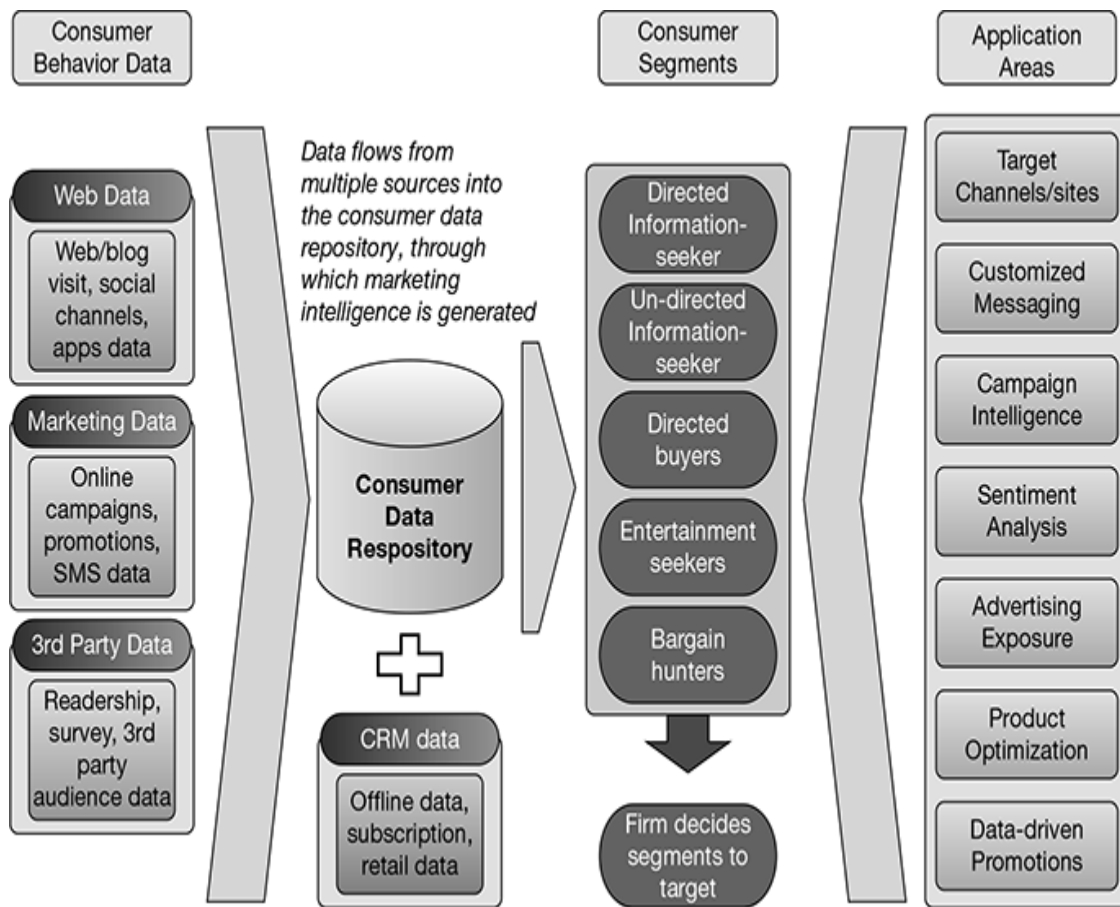 Consumer
Behavior Data
Web Data
Web/blog
visit, social
channels,
apps data
Marketing Data
Online
campaigns,
promotions,
SMS data
3rd Party Data
Readership,
survey, 3rd
party
audience data
Data flows from
multiple sources into
the consumer data
repository, through
which marketing
intelligence is generated
Consumer
Data
Respository
CRM data
Offline data,
subscription,
retail data
Consumer
Segments
Directed
Information-
seeker
Un-directed
Information-
seeker
Directed
buyers
Entertainment
seekers
Bargain
hunters
Firm decides
segments to
target
Application
Areas
Target
Channels/sites
Customized
Messaging
Campaign
Intelligence
Sentiment
Analysis
Advertising
Exposure
Product
Optimization
Data-driven
Promotions